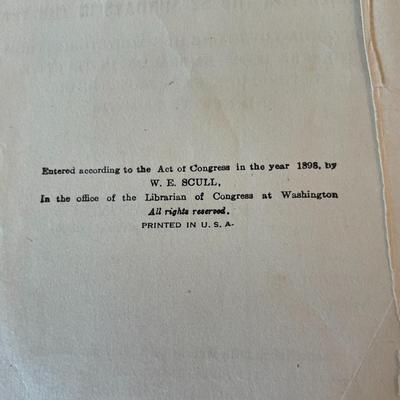 Entered according to the Act of Congress in the year 1898, by
W. E. SCULL,
In the office of the Librarian of Congress at Washington
All rights reserved.
PRINTED IN U. S. A.